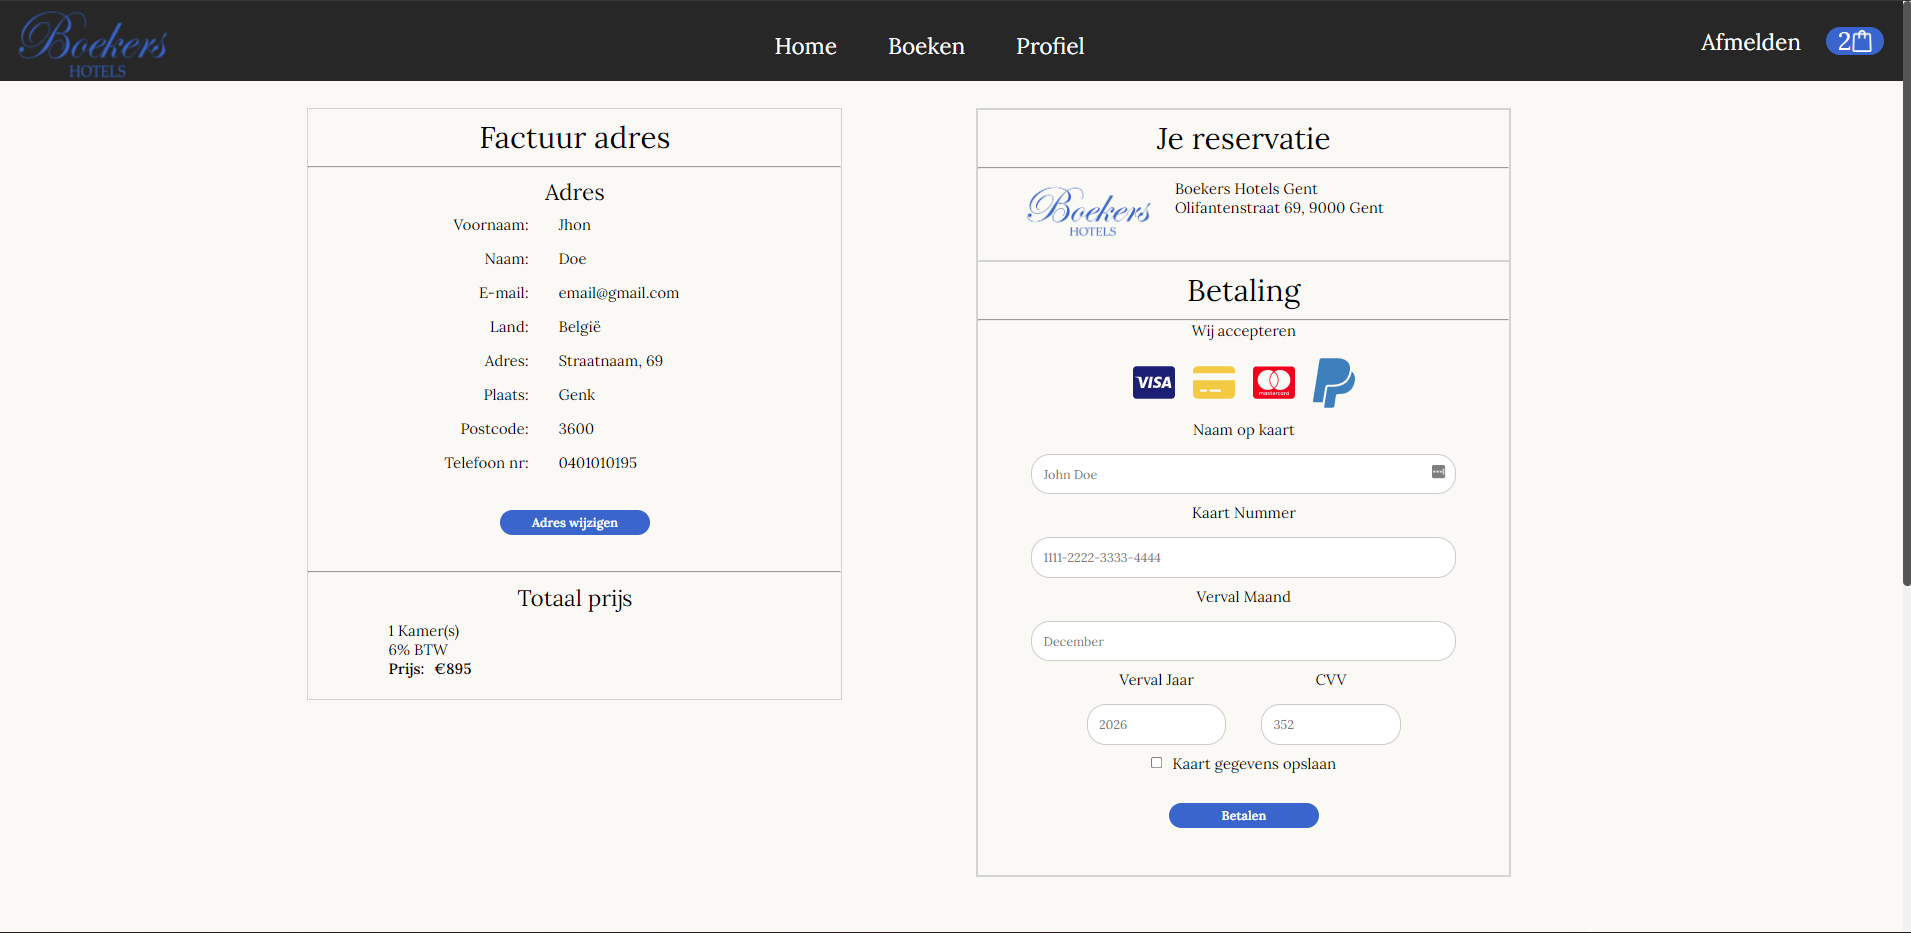 Boekers
HOTELS
Home
Boeken
Profiel
Afmelden
2
Factuur adres
Adres
Voornaam: Jhon
Naam: Doe
E-mail: email@gmail.com
Land: België
Adres: Straatnaam, 69
Plaats: Genk
Postcode: 3600
Telefoon nr: 0401010195
Adres wijzigen
Totaal prijs
1 Kamer(s)
6% BTW
Prijs: €895
Je reservatie
Boekers
HOTELS
Boekers Hotels Gent
Olifantenstraat 69, 9000 Gent
Betaling
Wij accepteren
VISA
mastercard
Naam op kaart
John Doe
Kaart Nummer
1111-2222-3333-4444
Verval Maand
December
Verval Jaar CVV
2026 352
Kaart gegevens opslaan
Betalen